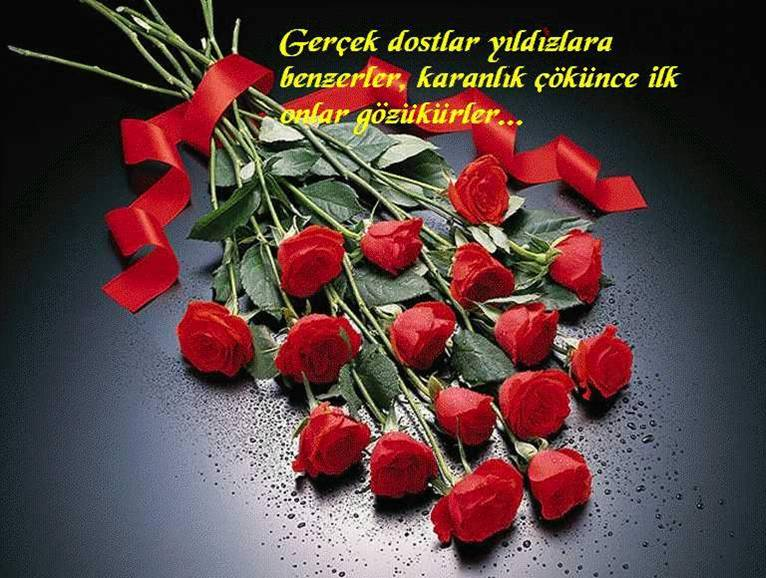 Gerçek dostlar yıldızlara
benzerler, karanlık çökünce ilk
onlar gözükürler...